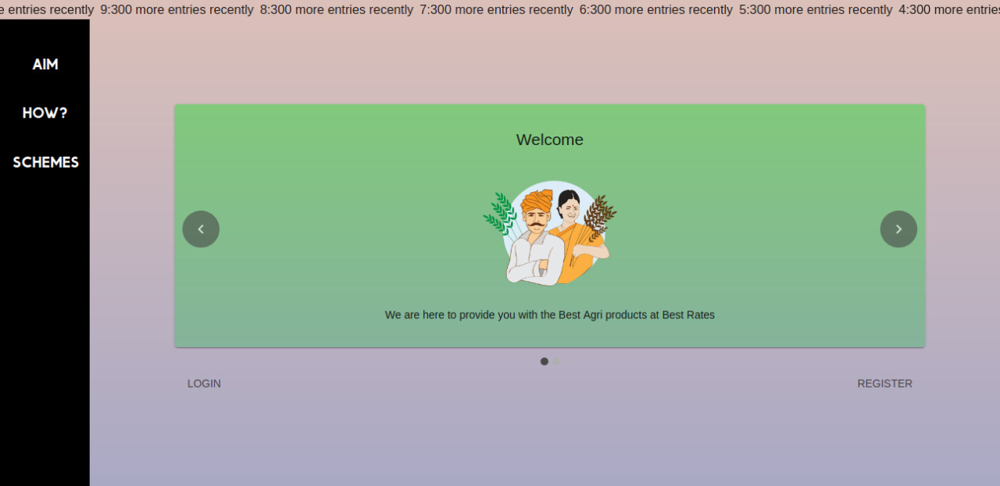 e entries recently 9:300 more entries recently 8:300 more entries recently 7:300 more entries recently 6:300 more entries recently 5:300 more entries recently 4:300 more entries
AIM
HOW?
SCHEMES
Welcome
We are here to provide you with the Best Agri products at Best Rates
LOGIN
REGISTER